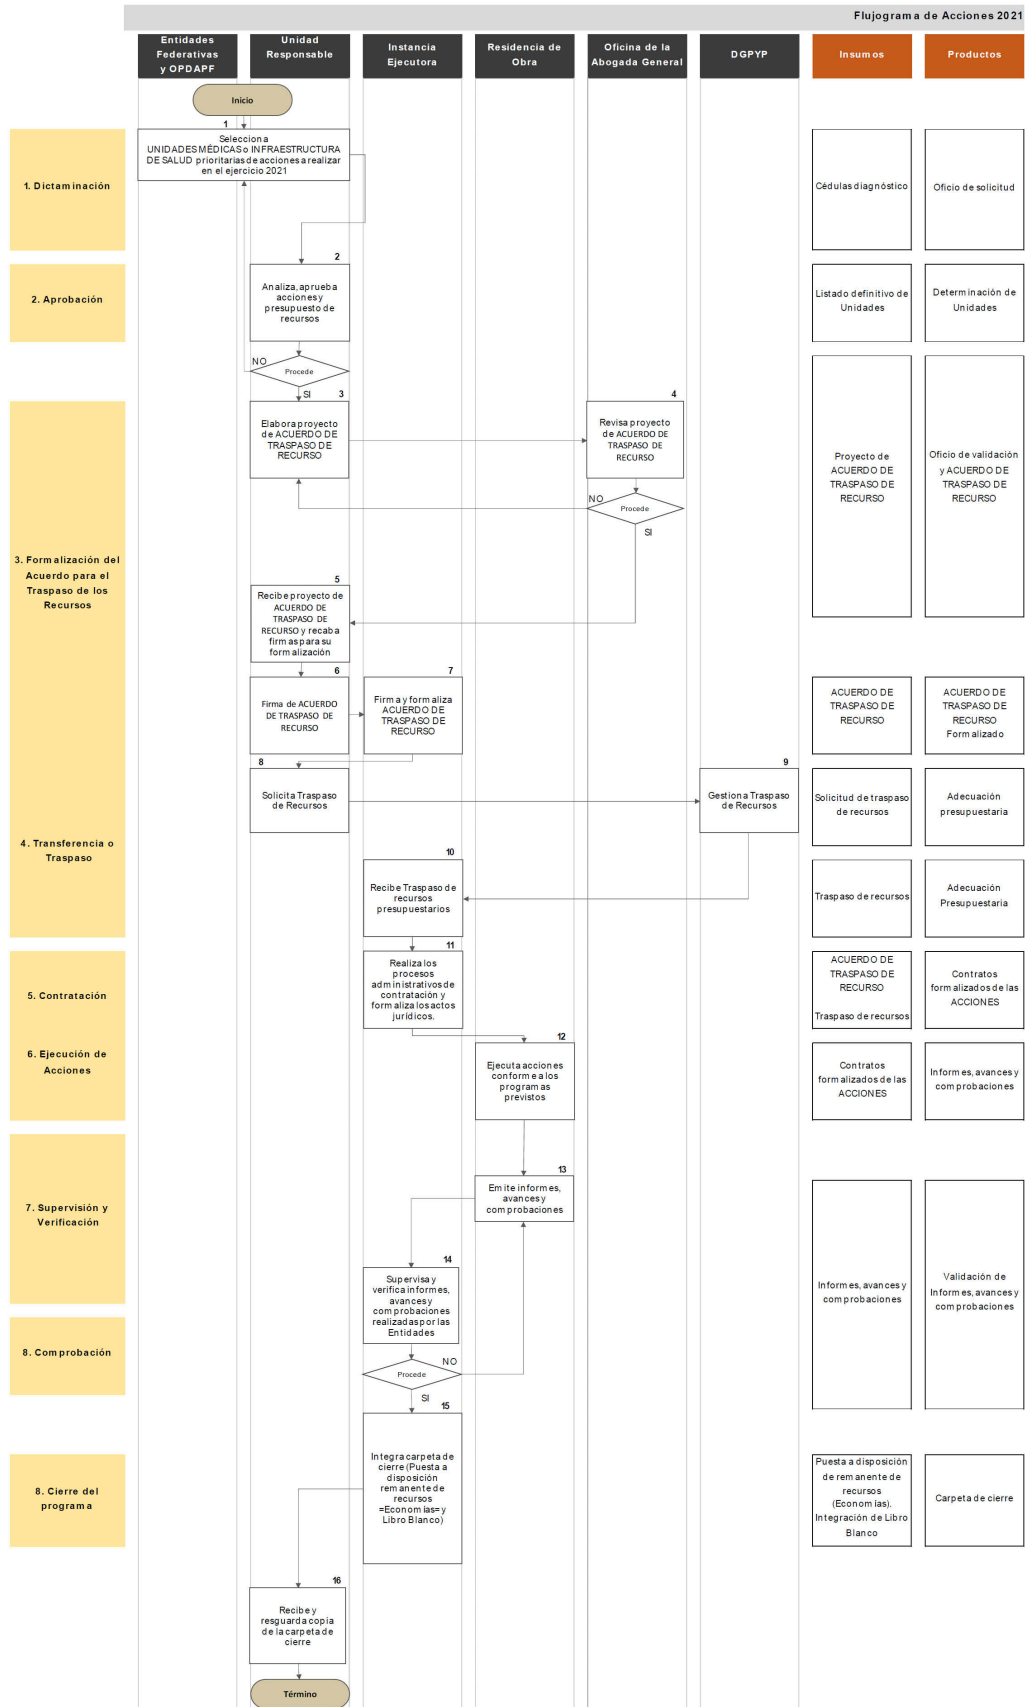 Flujograma de Acciones 2021
Entidades
Federativas
y OPDAPF
Unidad
Responsable
Instancia
Ejecutora
Residencia de
Obra
Oficina de la
Abogada General
DGPYP
Insumos
Productos
Inicio
1. Dictaminación
1
Selecciona
UNIDADES MÉDICAS o INFRAESTRUCTURA
DE SALUD prioritarias de acciones a realizar
en el ejercicio 2021
Cédulas diagnóstico
Oficio de solicitud
2. Aprobación
2
Analiza, aprueba
acciones y
presupuesto de
recursos
Listado definitivo de
Unidades
Determinación de
Unidades
NO
Procede
SI
3. Formalización del
Acuerdo para el
Traspaso de los
Recursos
3
Elabora proyecto
de ACUERDO DE
TRASPASO DE
RECURSO
4
Revisa proyecto
de ACUERDO DE
TRASPASO DE
RECURSO
NO
Procede
SI
Proyecto de
ACUERDO DE
TRASPASO DE
RECURSO
Oficio de validación
y ACUERDO DE
TRASPASO DE
RECURSO
5
Recibe proyecto de
ACUERDO DE
TRASPASO DE
RECURSO y recaba
firmas para su
formalización
6
Firma de ACUERDO
DE TRASPASO DE
RECURSO
7
Firma y formaliza
ACUERDO DE
TRASPASO DE
RECURSO
ACUERDO DE
TRASPASO DE
RECURSO
ACUERDO DE
TRASPASO DE
RECURSO
Formalizado
8
Solicita Traspaso
de Recursos
9
Gestiona Traspaso
de Recursos
Solicitud de traspaso
de recursos
Adecuación
presupuestaria
4. Transferencia o
Traspaso
10
Recibe Traspaso de
recursos
presupuestarios
Traspaso de recursos
Adecuación
Presupuestaria
5. Contratación
11
Realiza los
procesos
administrativos de
contratación y
formaliza los actos
jurídicos.
ACUERDO DE
TRASPASO DE
RECURSO
Traspaso de recursos
Contratos
formalizados de las
ACCIONES
6. Ejecución de
Acciones
12
Ejecuta acciones
conforme a los
programas
previstos
Contratos
formalizados de las
ACCIONES
Informes, avances y
comprobaciones
7. Supervisión y
Verificación
13
Emite informes,
avances y
comprobaciones
14
Supervisa y
verifica informes,
avances y
comprobaciones
realizadas por las
Entidades
Informes, avances y
comprobaciones
Validación de
Informes, avances y
comprobaciones
8. Comprobación
NO
Procede
SI
15
Integra carpeta de
cierre (Puesta a
disposición
remanente de
recursos
=Economías= y
Libro Blanco)
8. Cierre del
programa
Puesta a disposición
de remanente de
recursos
(Economías).
Integración de Libro
Blanco
Carpeta de cierre
16
Recibe y
resguarda copia
de la carpeta de
cierre
Término